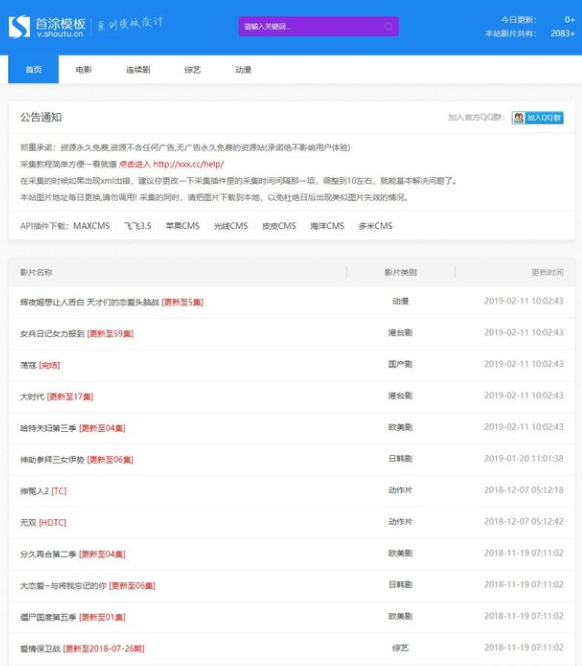 首涂模板
v.shoutu.cn
原创模板设计
请输入关键词...
今日更新： 0+
本站影片共有： 2083+
首页 电影 连续剧 综艺 动漫
公告通知 加入官方QQ群： 加入QQ群
郑重承诺：资源永久免费,资源不含任何广告,无广告永久免费的资源站(承诺绝不影响用户体验)
采集教程简单方便一看就懂 点击进入 http://xxx.cc/help/
在采集的时候如果出现xml出错，建议你更改一下采集插件里的采集时间间隔那一项，调整到10左右，就能基本解决问题了。
本站图片地址每日更换,请勿调用! 采集的同时，请把图片下载到本地，以免杜绝日后出现类似图片失效的情况。
API插件下载：MAXCMS 飞飞3.5 苹果CMS 光线CMS 皮皮CMS 海洋CMS 多米CMS
影片名称 影片类别 更新时间
辉夜姬想让人告白 天才们的恋爱头脑战 [更新至5集] 动漫 2019-02-11 10:02:43
女兵日记女力报到 [更新至59集] 港台剧 2019-02-11 10:02:43
荡寇 [完结] 国产剧 2019-02-11 10:02:43
大时代 [更新至17集] 港台剧 2019-02-11 10:02:43
哈特夫妇第三季 [更新至04集] 欧美剧 2019-02-11 10:02:43
神助参拜三女伊势 [更新至06集] 日韩剧 2019-01-20 11:01:38
伸冤人2 [TC] 动作片 2018-12-07 05:12:18
无双 [HDTC] 动作片 2018-12-07 05:12:42
分久再合第二季 [更新至04集] 欧美剧 2018-11-19 07:11:02
大恋爱~与将我忘记的你 [更新至06集] 日韩剧 2018-11-19 07:11:02
僵尸国度第五季 [更新至01集] 欧美剧 2018-11-19 07:11:02
爱情保卫战 [更新至2018-07-26期] 综艺 2018-11-19 07:11:02